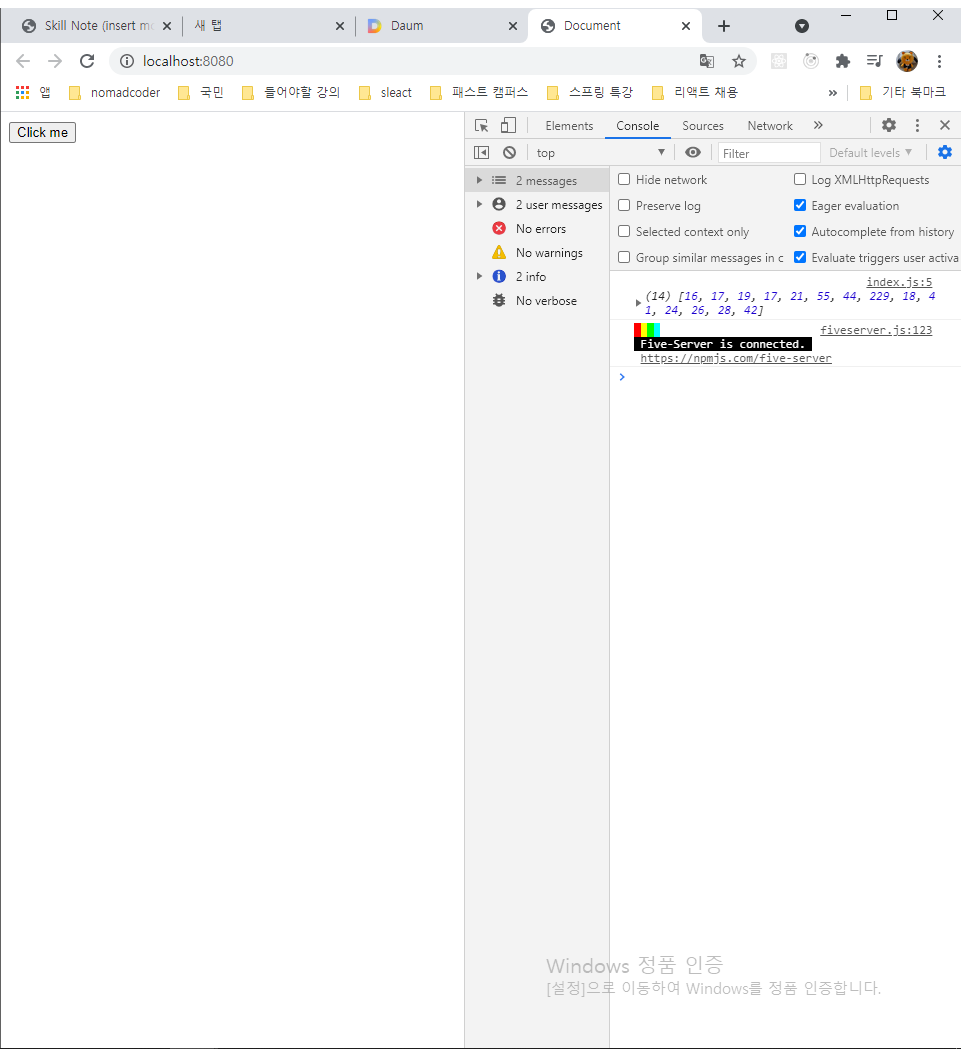 Skill Note (insert mo
새 탭
Daum
Document
localhost:8080
앱
nomadcoder
국민
들어야할 강의
sleact
패스트 캠퍼스
스프링 특강
리액트 채용
»
기타 북마크
Click me
Elements
Console
Sources
Network
»
top
Filter
Default levels
2 messages
2 user messages
No errors
No warnings
2 info
No verbose
Hide network
Log XMLHttpRequests
Preserve log
Eager evaluation
Selected context only
Autocomplete from history
Group similar messages in c
Evaluate triggers user activa
index.js:5
(14) [16, 17, 19, 17, 21, 55, 44, 229, 18, 4
1, 24, 26, 28, 42]
fiveserver.js:123
Five-Server is connected.
https://npmjs.com/five-server
Windows 정품 인증
[설정]으로 이동하여 Windows를 정품 인증합니다.